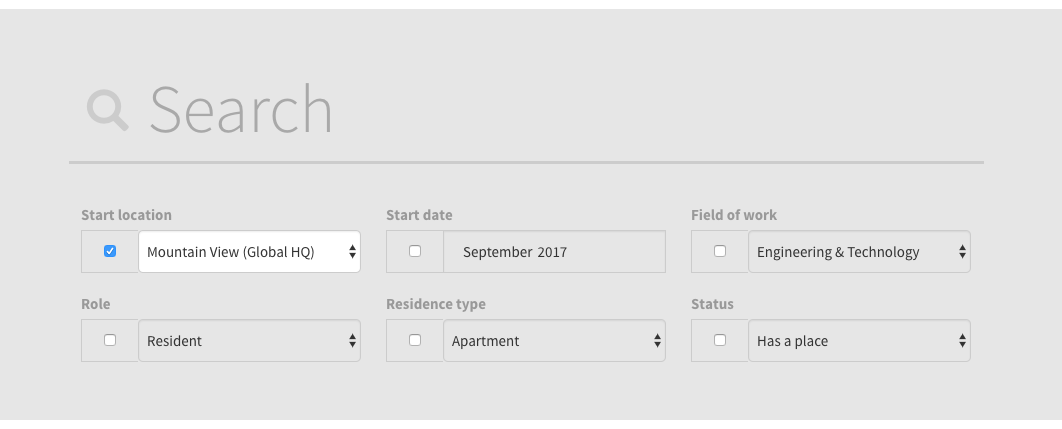 Search
Start location
Start date
Field of work
Mountain View (Global HQ)
September 2017
Engineering & Technology
Role
Residence type
Status
Resident
Apartment
Has a place